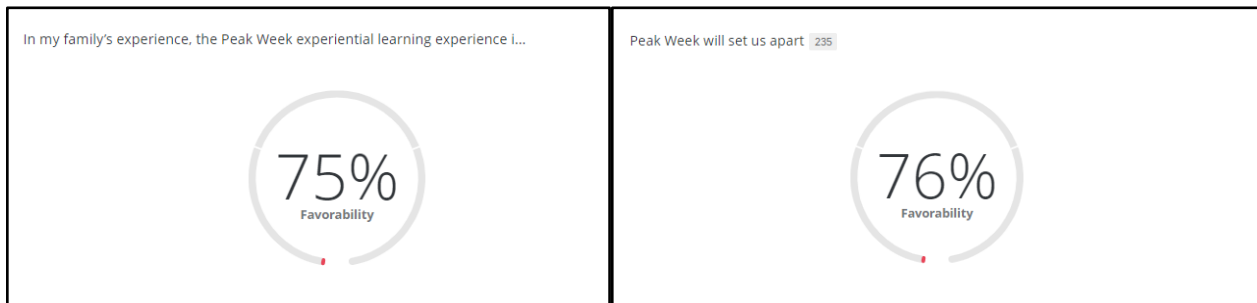 In my family's experience, the Peak Week experiential learning experience i...
75%
Favorability
Peak Week will set us apart 235
76%
Favorability